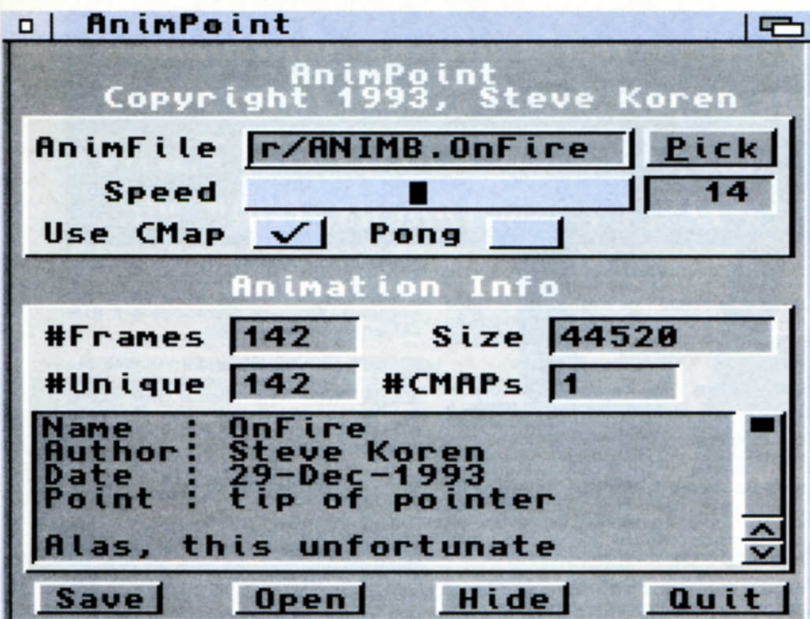 AnimPoint
AnimPoint
Copyright 1993, Steve Koren
AnimFile r/ANIMB.OnFire Pick
Speed 14
Use CMap Pong
Animation Info
#Frames 142 Size 44520
#Unique 142 #CMAPs 1
Name : OnFire
Author: Steve Koren
Date : 29-Dec-1993
Point : tip of pointer
Alas, this unfortunate
Save Open Hide Quit